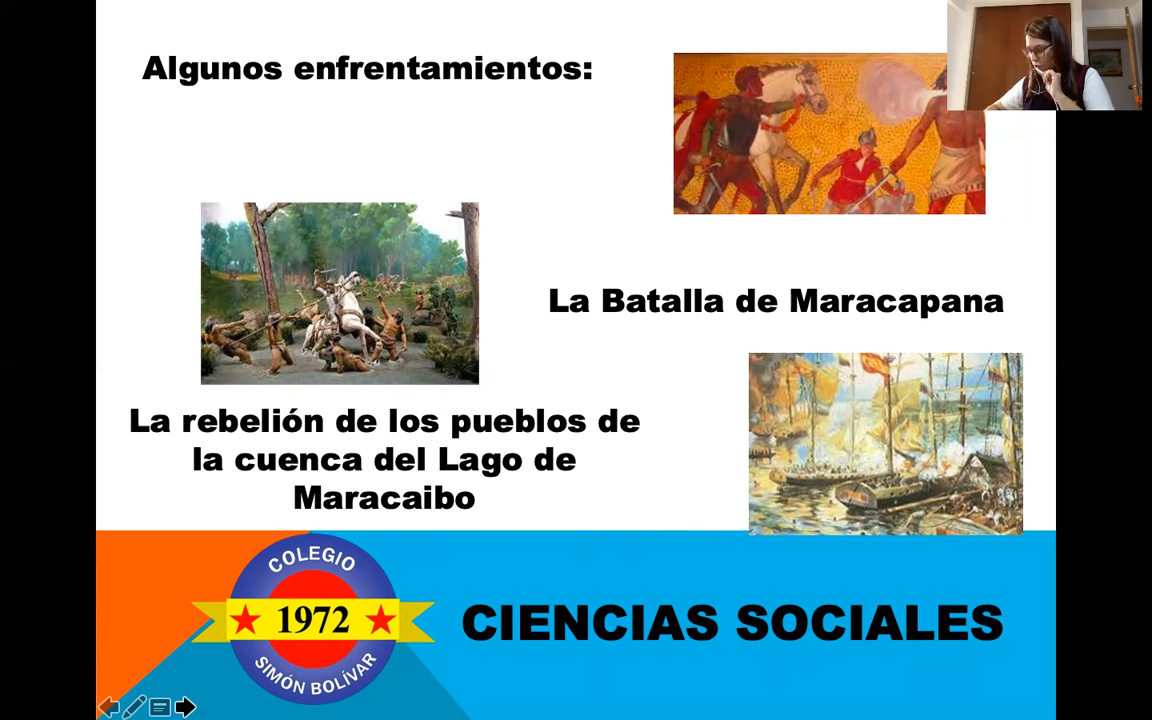 Algunos enfrentamientos:
La Batalla de Maracapana
La rebelión de los pueblos de
la cuenca del Lago de
Maracaibo
COLEGIO
1972
SIMÓN BOLÍVAR
CIENCIAS SOCIALES